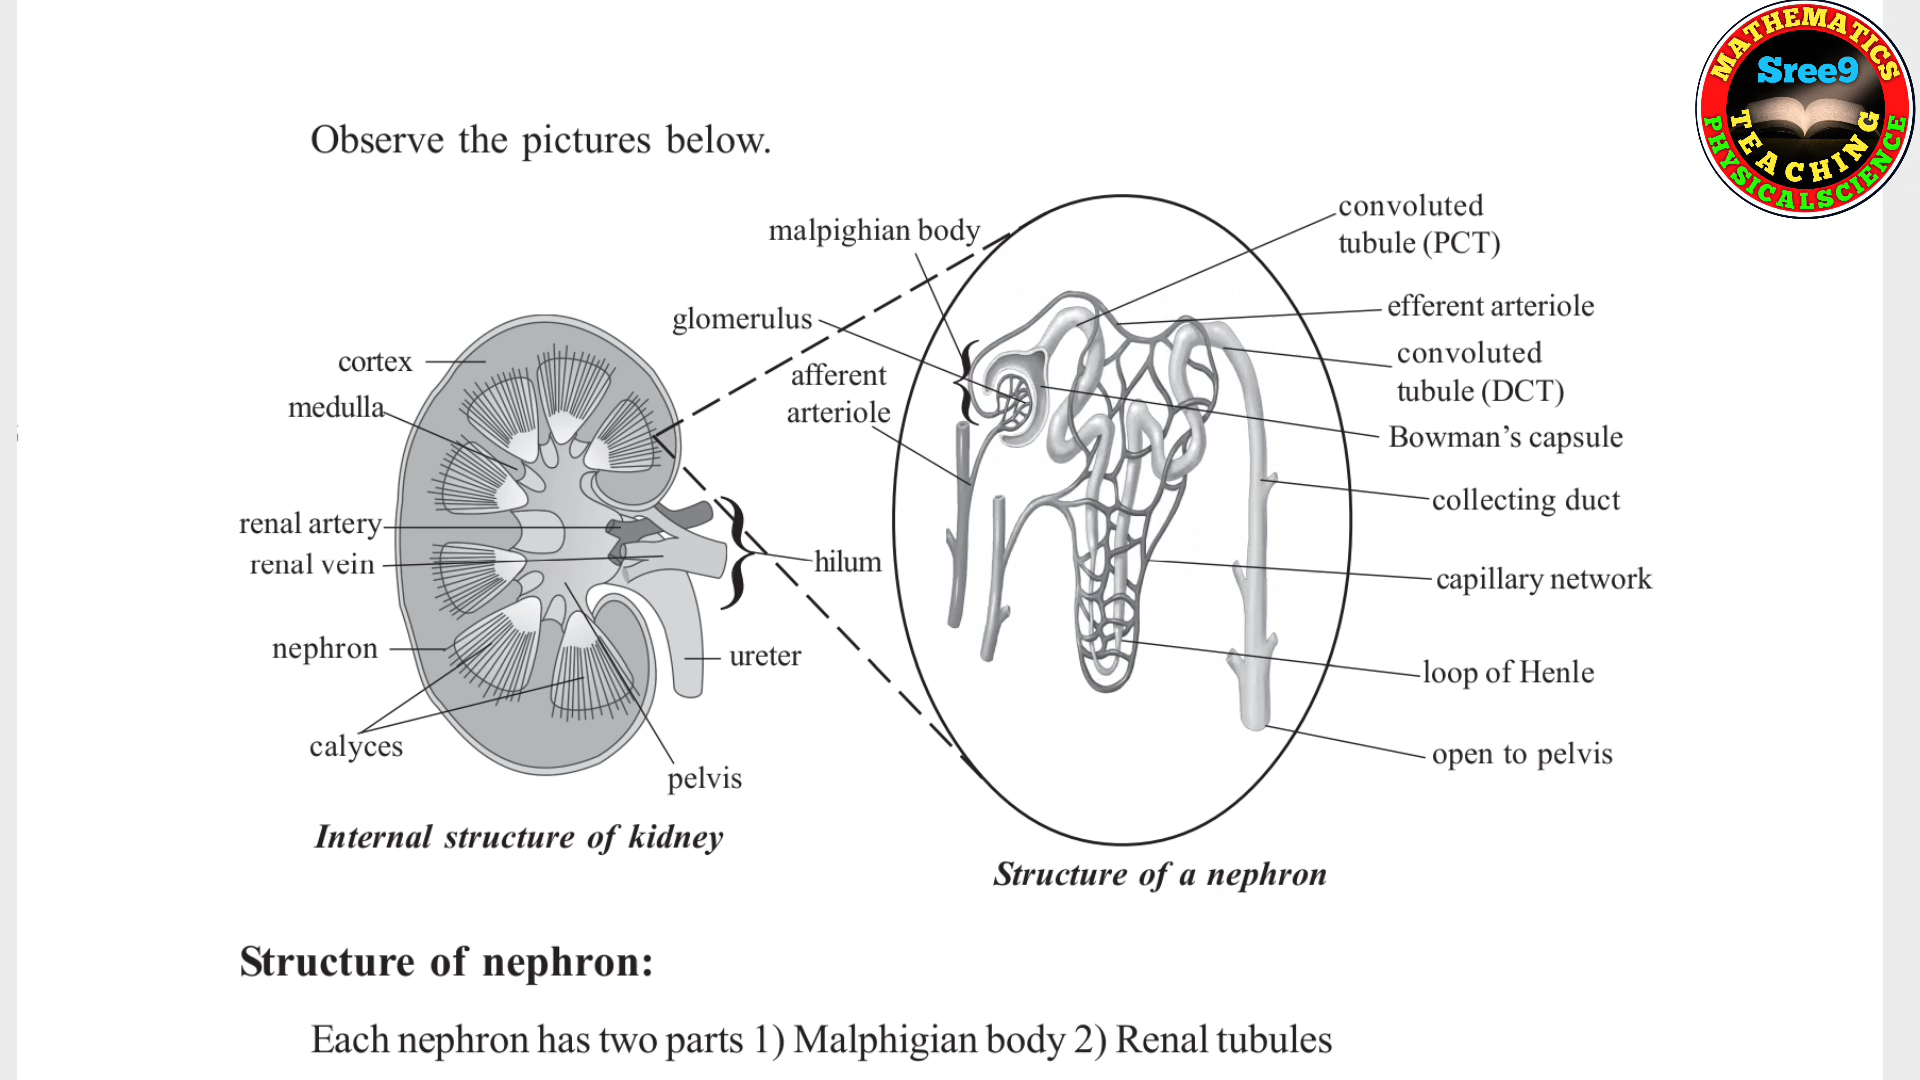 MATHEMATICS
Sree9
TEACHING
PHYSICALSCIENCE
Observe the pictures below.
malpighian body
glomerulus
afferent
arteriole
cortex
medulla
renal artery
renal vein
nephron
calyces
hilum
ureter
pelvis
Internal structure of kidney
convoluted
tubule (PCT)
efferent arteriole
convoluted
tubule (DCT)
Bowman’s capsule
collecting duct
capillary network
loop of Henle
open to pelvis
Structure of a nephron
Structure of nephron:
Each nephron has two parts 1) Malphigian body 2) Renal tubules